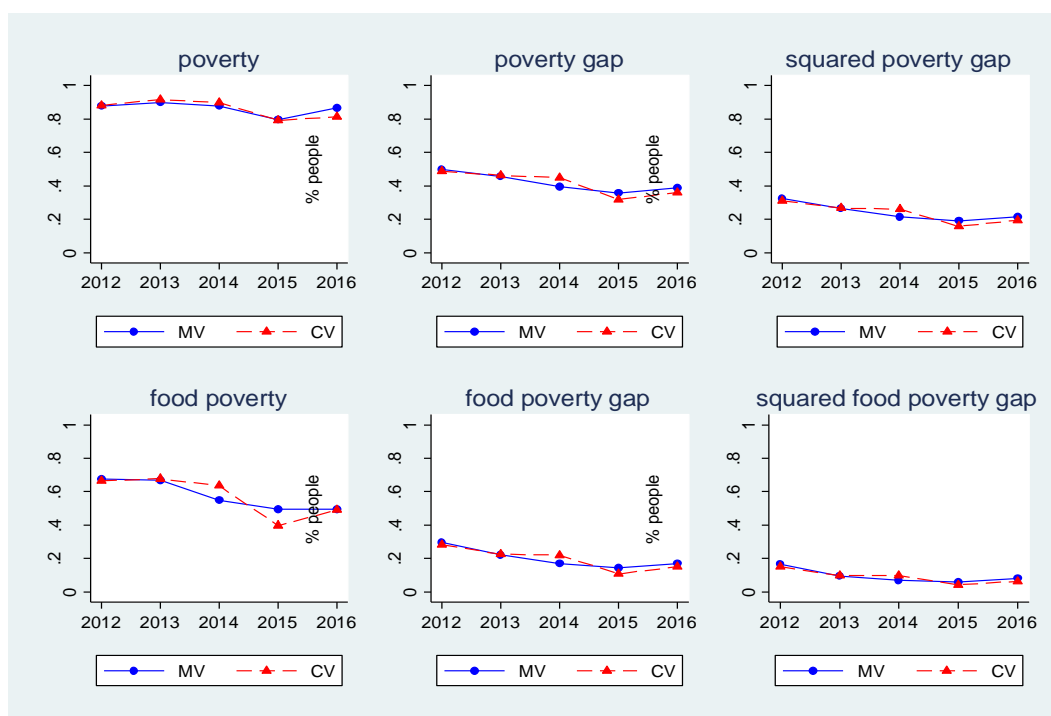 poverty
poverty gap
squared poverty gap
1
.8
.6
.4
.2
0
% people
1
.8
.6
.4
.2
0
% people
1
.8
.6
.4
.2
0
2012 2013 2014 2015 2016
2012 2013 2014 2015 2016
2012 2013 2014 2015 2016
MV CV
MV CV
MV CV
food poverty
food poverty gap
squared food poverty gap
1
.8
.6
.4
.2
0
% people
1
.8
.6
.4
.2
0
% people
1
.8
.6
.4
.2
0
2012 2013 2014 2015 2016
2012 2013 2014 2015 2016
2012 2013 2014 2015 2016
MV CV
MV CV
MV CV